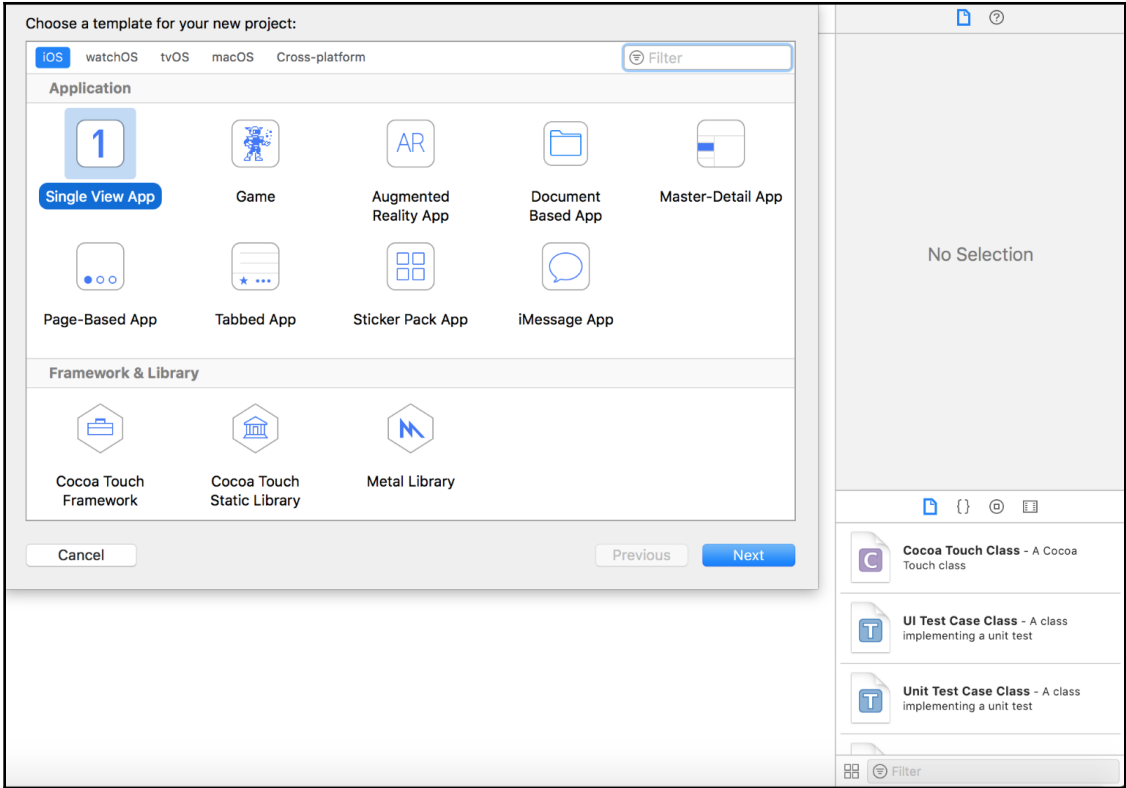 Choose a template for your new project:
iOS watchOS tvOS macOS Cross-platform
Filter
Application
1
AR
Single View App
Game
Augmented
Reality App
Document
Based App
Master-Detail App
Page-Based App
Tabbed App
Sticker Pack App
iMessage App
Framework & Library
Cocoa Touch
Framework
Cocoa Touch
Static Library
Metal Library
Cancel
Previous
Next
?
No Selection
{}
C
Cocoa Touch Class - A Cocoa
Touch class
T
UI Test Case Class - A class
implementing a unit test
T
Unit Test Case Class - A class
implementing a unit test
Filter